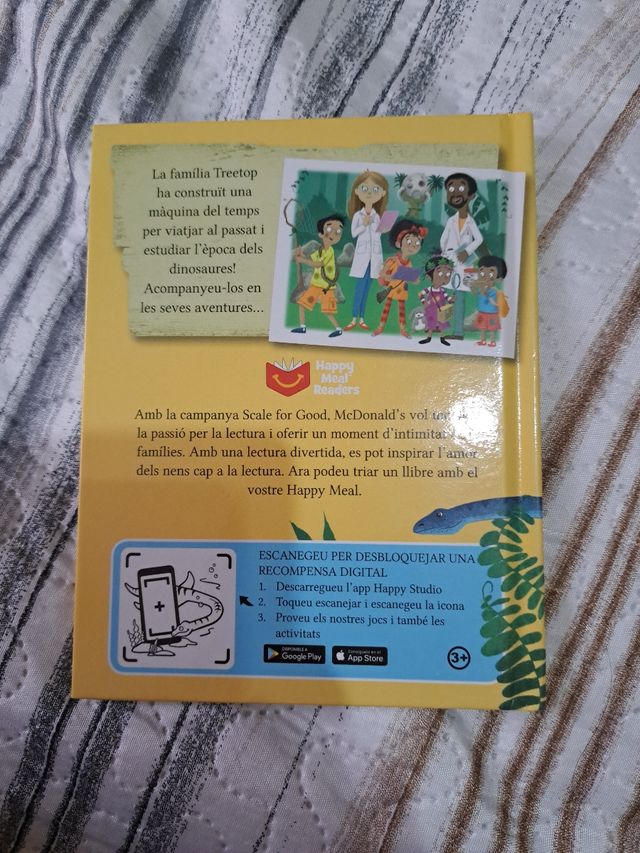 La família Treetop
ha construït una
màquina del temps
per viatjar al passat i
estudiar l'època dels
dinosaures!
Acompanyeu-los en
les seves aventures...
Happy
Meal
Readers
Amb la campanya Scale for Good, McDonald's vol
la passió per la lectura i oferir un moment d'intimitat
famílies. Amb una lectura divertida, es pot inspirar l'amor
dels nens cap a la lectura. Ara podeu triar un llibre amb el
vostre Happy Meal.
ESCANEGEU PER DESBLOQUEJAR UNA
RECOMPENSA DIGITAL
1. Descarregueu l'app Happy Studio
2. Toqueu escanejar i escanegeu la icona
3. Proveu els nostres jocs i també les
activitats
DISPONIBLE A
Google Play
Consegueix-el al
App Store
3+